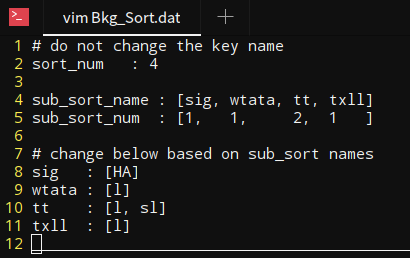 vim Bkg_Sort.dat
1 # do not change the key name
2 sort_num   : 4
3
4 sub_sort_name : [sig, wtata, tt, txll]
5 sub_sort_num  : [1,   1,     2, 1   ]
6
7 # change below based on sub_sort names
8 sig   : [HA]
9 wtata : [l]
10 tt    : [l, sl]
11 txll  : [l]
12